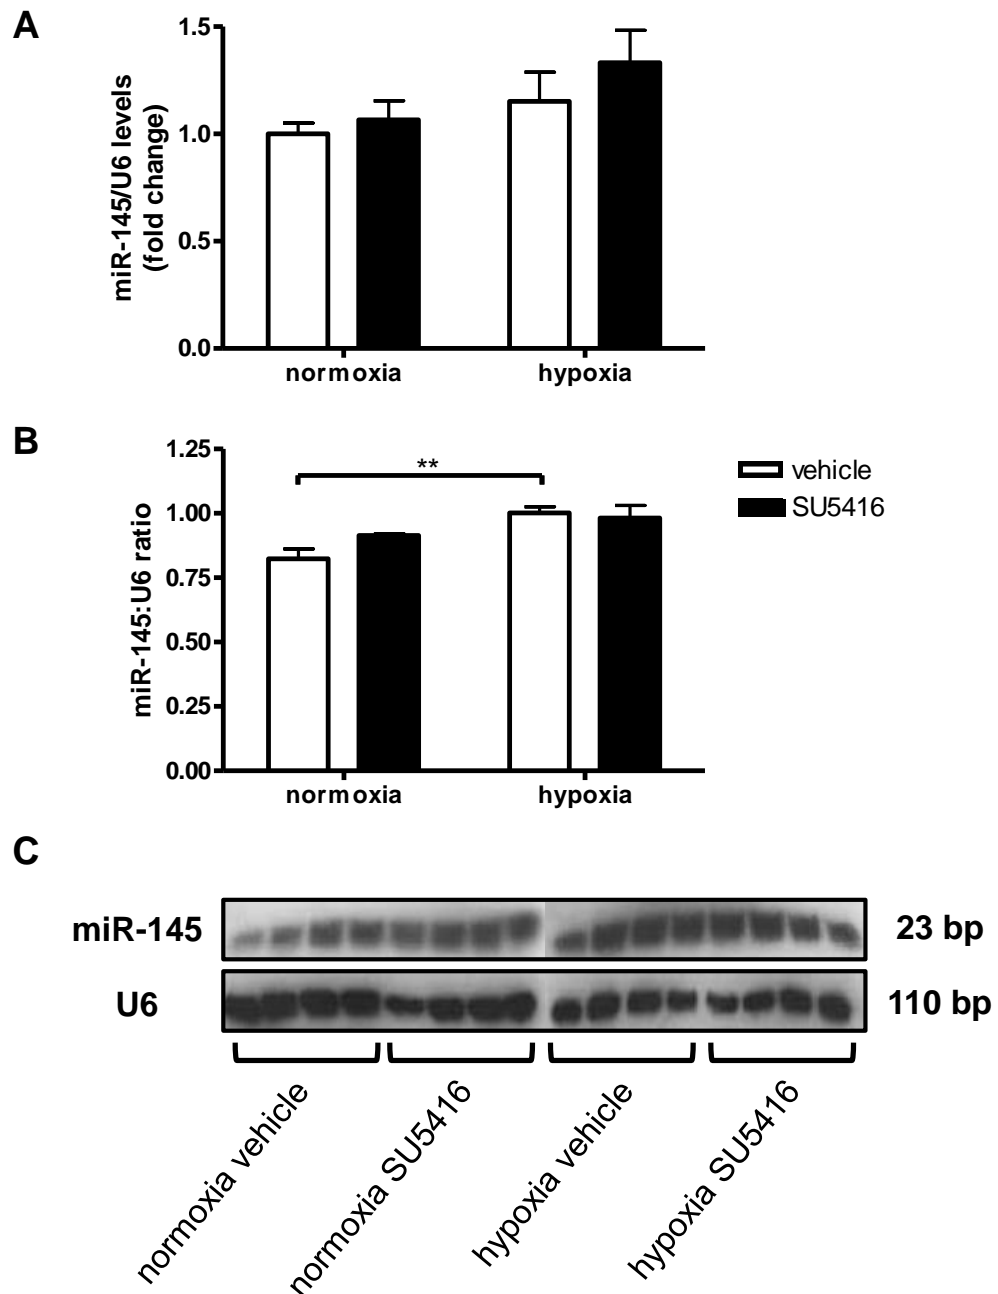 A
miR-145/U6 levels
(fold change)
1.5
1.0
0.5
0.0
normoxia
hypoxia
B
miR-145:U6 ratio
1.25
1.00
0.75
0.50
0.25
0.00
**
normoxia
hypoxia
vehicle
SU5416
C
miR-145
23 bp
U6
110 bp
normoxia vehicle
normoxia SU5416
hypoxia vehicle
hypoxia SU5416